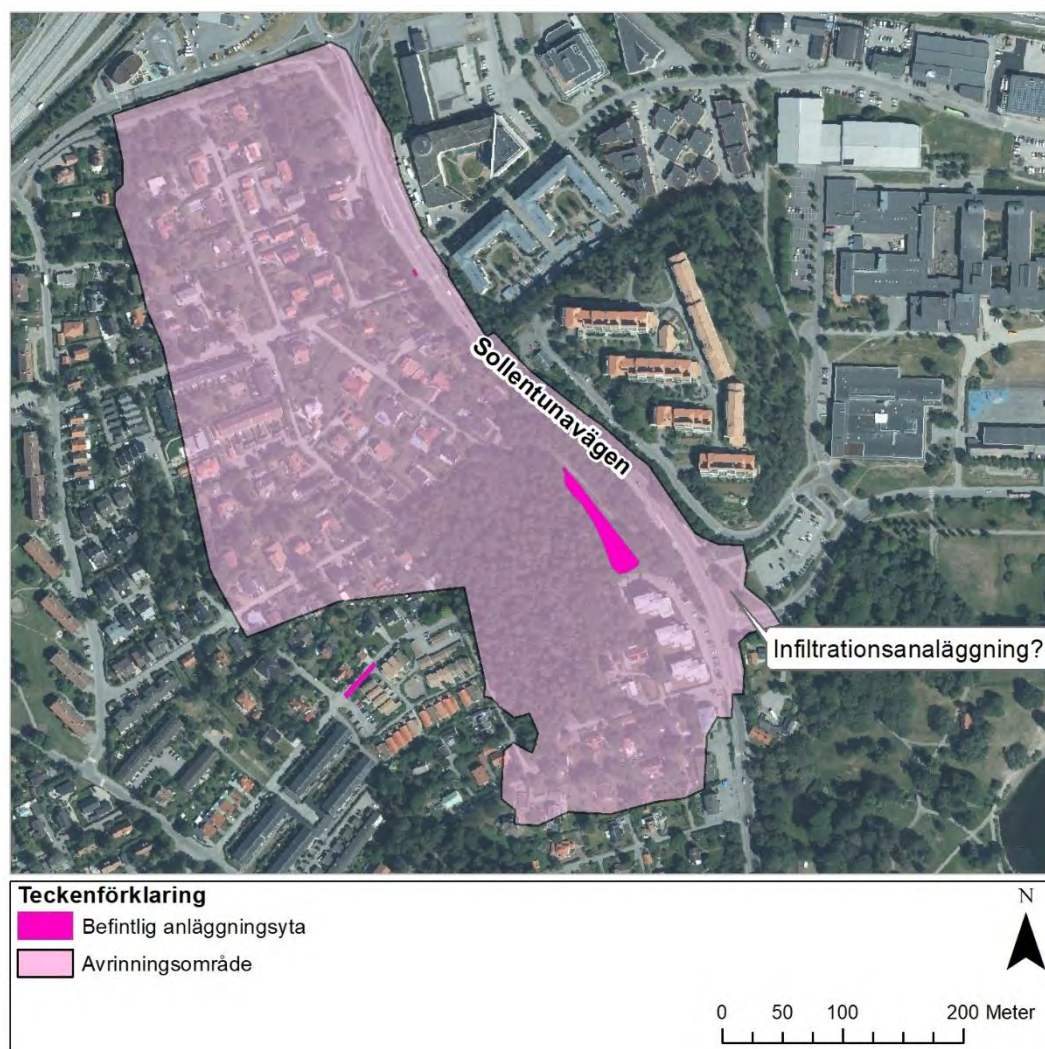 Sollentunavägen
Infiltrationsanaläggning?
Teckenförklaring
Befintlig anläggningsyta
Avrinningsområde
N
0 50 100 200 Meter